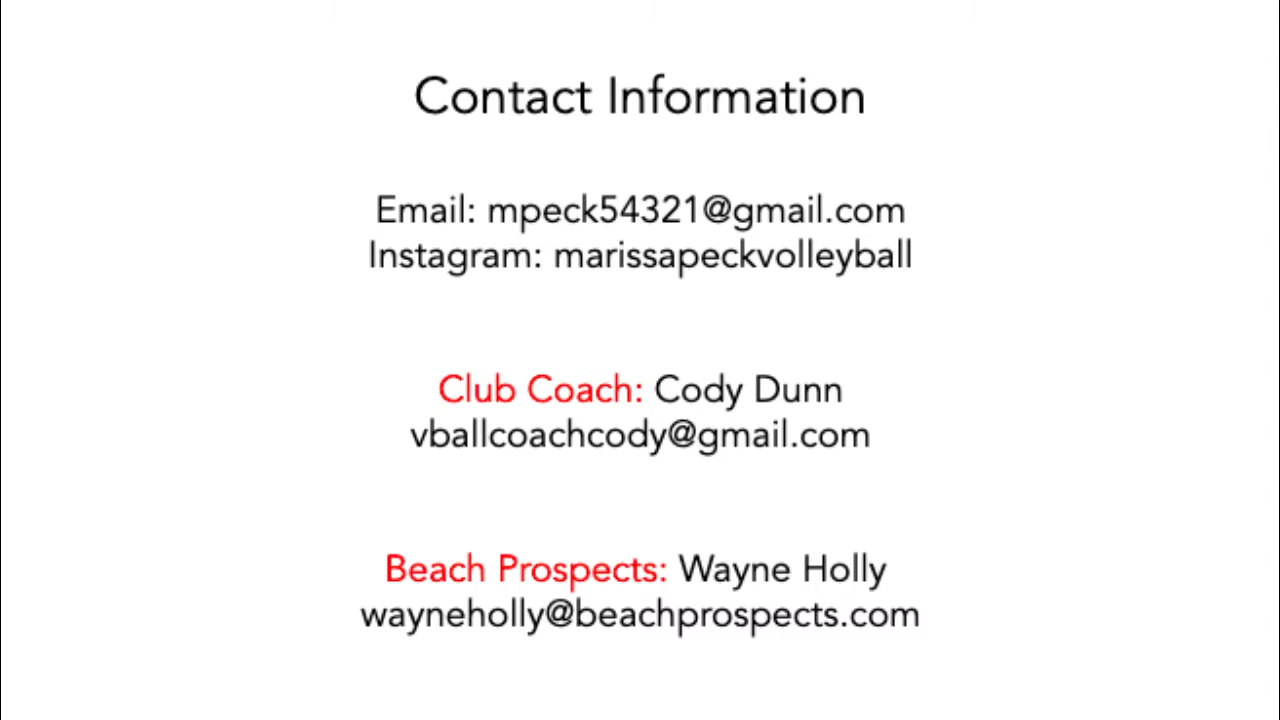 Contact Information
Email: mpeck54321@gmail.com
Instagram: marissapeckvolleyball
Club Coach: Cody Dunn
vballcoachcody@gmail.com
Beach Prospects: Wayne Holly
wayneholly@beachprospects.com